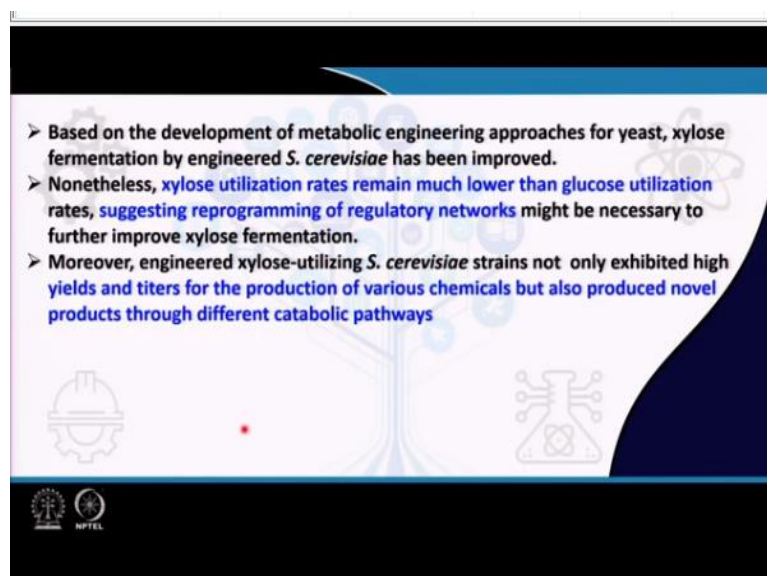 ➢ Based on the development of metabolic engineering approaches for yeast, xylose
fermentation by engineered S. cerevisiae has been improved.
➢ Nonetheless, xylose utilization rates remain much lower than glucose utilization
rates, suggesting reprogramming of regulatory networks might be necessary to
further improve xylose fermentation.
➢ Moreover, engineered xylose-utilizing S. cerevisiae strains not only exhibited high
yields and titers for the production of various chemicals but also produced novel
products through different catabolic pathways
NPTEL